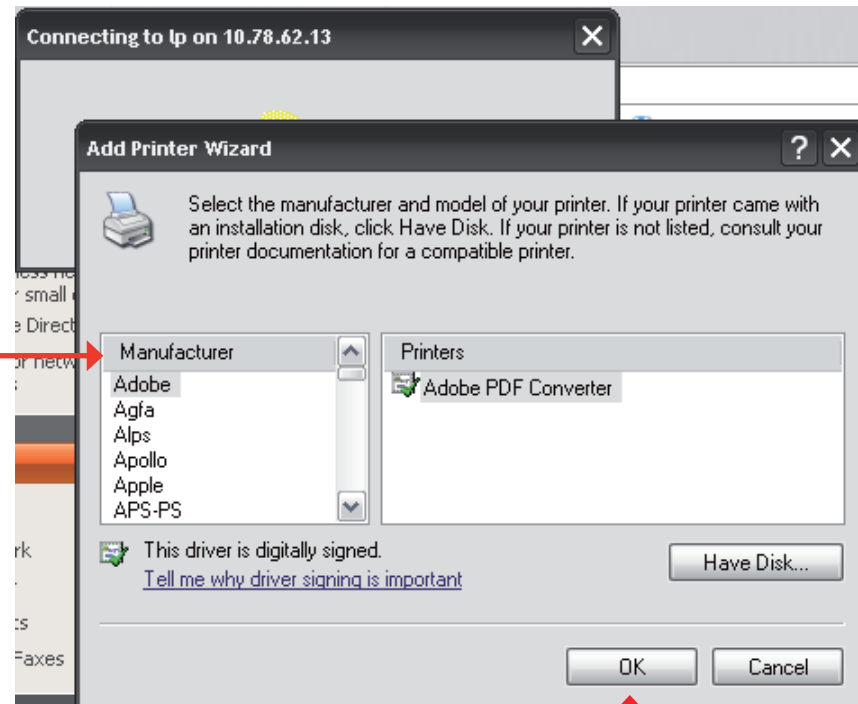 Connecting to lp on 10.78.62.13
Add Printer Wizard
Select the manufacturer and model of your printer. If your printer came with
an installation disk, click Have Disk. If your printer is not listed, consult your
printer documentation for a compatible printer.
small
Direct
Manufacturer
Printers
Adobe
Agfa
Alps
Apollo
Apple
APS-PS
Adobe PDF Converter
This driver is digitally signed.
Tell me why driver signing is important
Have Disk...
Faxes
OK
Cancel